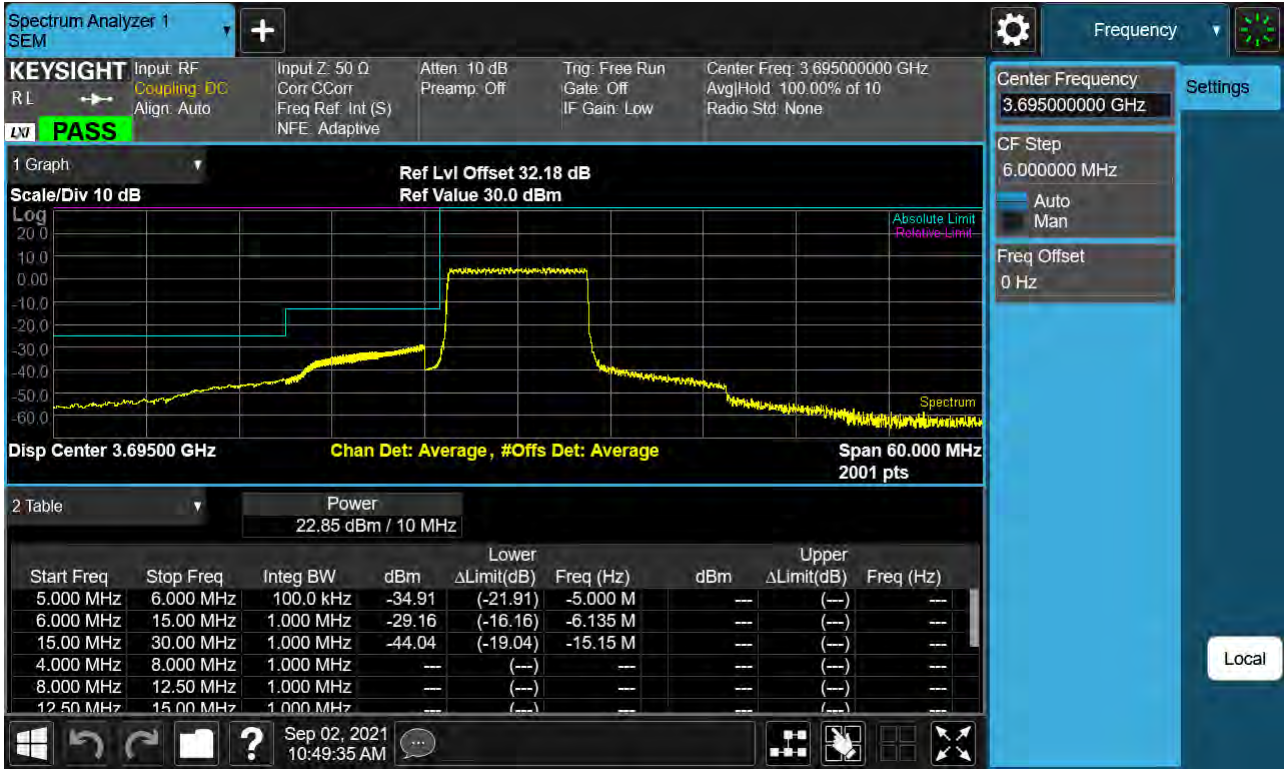 Spectrum Analyzer 1
SEM
Frequency
KEYSIGHT
RL
LXI
PASS
Input: RF
Coupling: DC
Align: Auto
Input Z: 50 Ω
Corr CCorr
Freq Ref: Int (S)
NFE: Adaptive
Atten: 10 dB
Preamp: Off
Trig: Free Run
Gate: Off
IF Gain: Low
Center Freq: 3.695000000 GHz
Avg|Hold: 100.00% of 10
Radio Std: None
Center Frequency
3.695000000 GHz
Settings
CF Step
6.000000 MHz
Auto
Man
Freq Offset
0 Hz
1 Graph
Scale/Div 10 dB
Ref Lvl Offset 32.18 dB
Ref Value 30.0 dBm
Log
20.0
10.0
0.00
-10.0
-20.0
-30.0
-40.0
-50.0
-60.0
Absolute Limit
Relative Limit
Spectrum
Disp Center 3.69500 GHz
Chan Det: Average, #Offs Det: Average
Span 60.000 MHz
2001 pts
2 Table
Power
22.85 dBm / 10 MHz
Lower Upper
Start Freq Stop Freq Integ BW dBm ΔLimit(dB) Freq (Hz) dBm ΔLimit(dB) Freq (Hz)
5.000 MHz 6.000 MHz 100.0 kHz -34.91 (-21.91) -5.000 M --- (---) ---
6.000 MHz 15.00 MHz 1.000 MHz -29.16 (-16.16) -6.135 M --- (---) ---
15.00 MHz 30.00 MHz 1.000 MHz -44.04 (-19.04) -15.15 M --- (---) ---
4.000 MHz 8.000 MHz 1.000 MHz --- (---) --- --- (---) ---
8.000 MHz 12.50 MHz 1.000 MHz --- (---) --- --- (---) ---
12.50 MHz 15.00 MHz 1.000 MHz --- (---) --- --- (---) ---
Local
?
Sep 02, 2021
10:49:35 AM